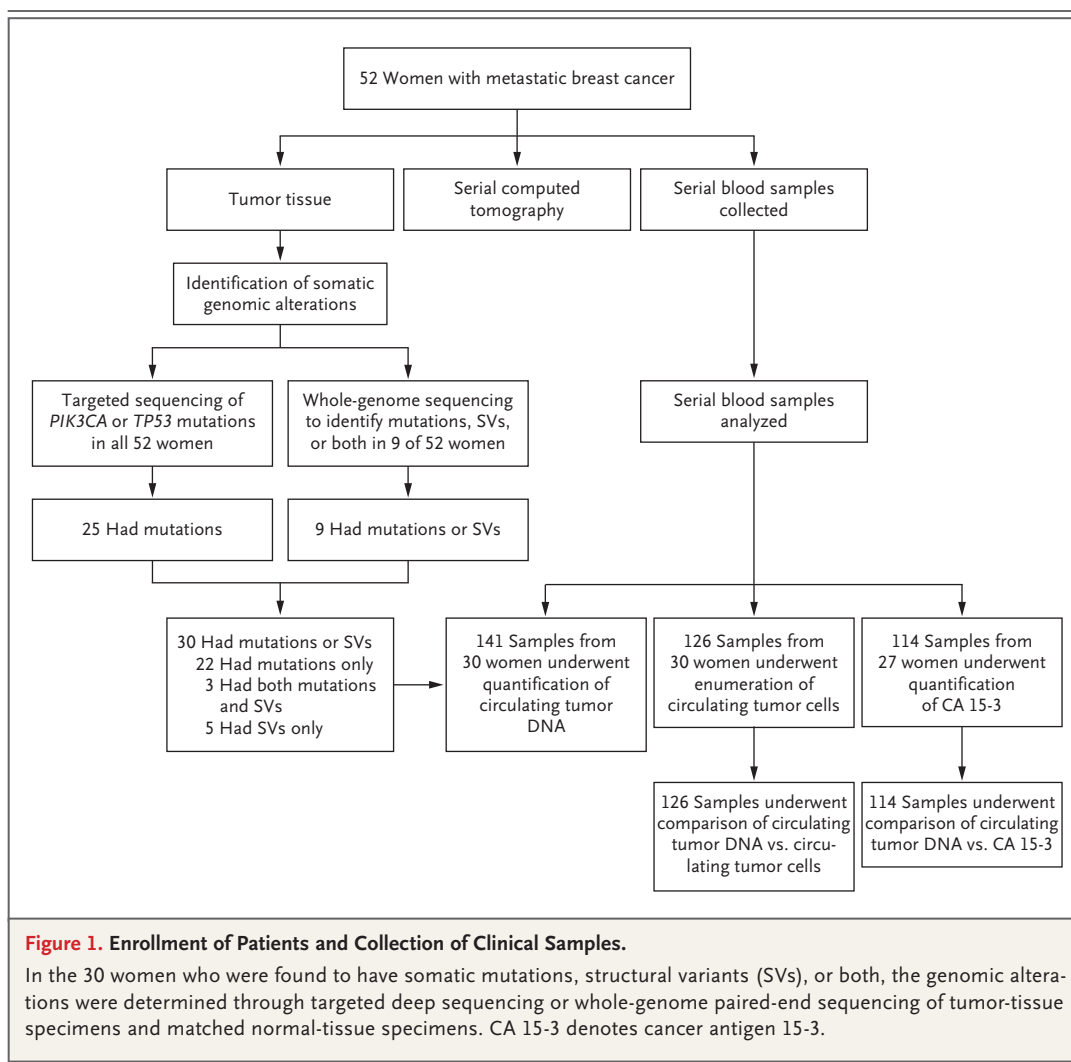 52 Women with metastatic breast cancer
Tumor tissue
Serial computed
tomography
Serial blood samples
collected
Identification of somatic
genomic alterations
Targeted sequencing of
PIK3CA or TP53 mutations
in all 52 women
Whole-genome sequencing
to identify mutations, SVs,
or both in 9 of 52 women
Serial blood samples
analyzed
25 Had mutations
9 Had mutations or SVs
30 Had mutations or SVs
22 Had mutations only
3 Had both mutations
and SVs
5 Had SVs only
141 Samples from
30 women underwent
quantification of
circulating tumor
DNA
126 Samples from
30 women underwent
enumeration of
circulating tumor cells
114 Samples from
27 women underwent
quantification
of CA 15-3
126 Samples underwent
comparison of circulating
tumor DNA vs. circu-
lating tumor cells
114 Samples underwent
comparison of circulating
tumor DNA vs. CA 15-3
Figure 1. Enrollment of Patients and Collection of Clinical Samples.
In the 30 women who were found to have somatic mutations, structural variants (SVs), or both, the genomic altera-
tions were determined through targeted deep sequencing or whole-genome paired-end sequencing of tumor-tissue
specimens and matched normal-tissue specimens. CA 15-3 denotes cancer antigen 15-3.